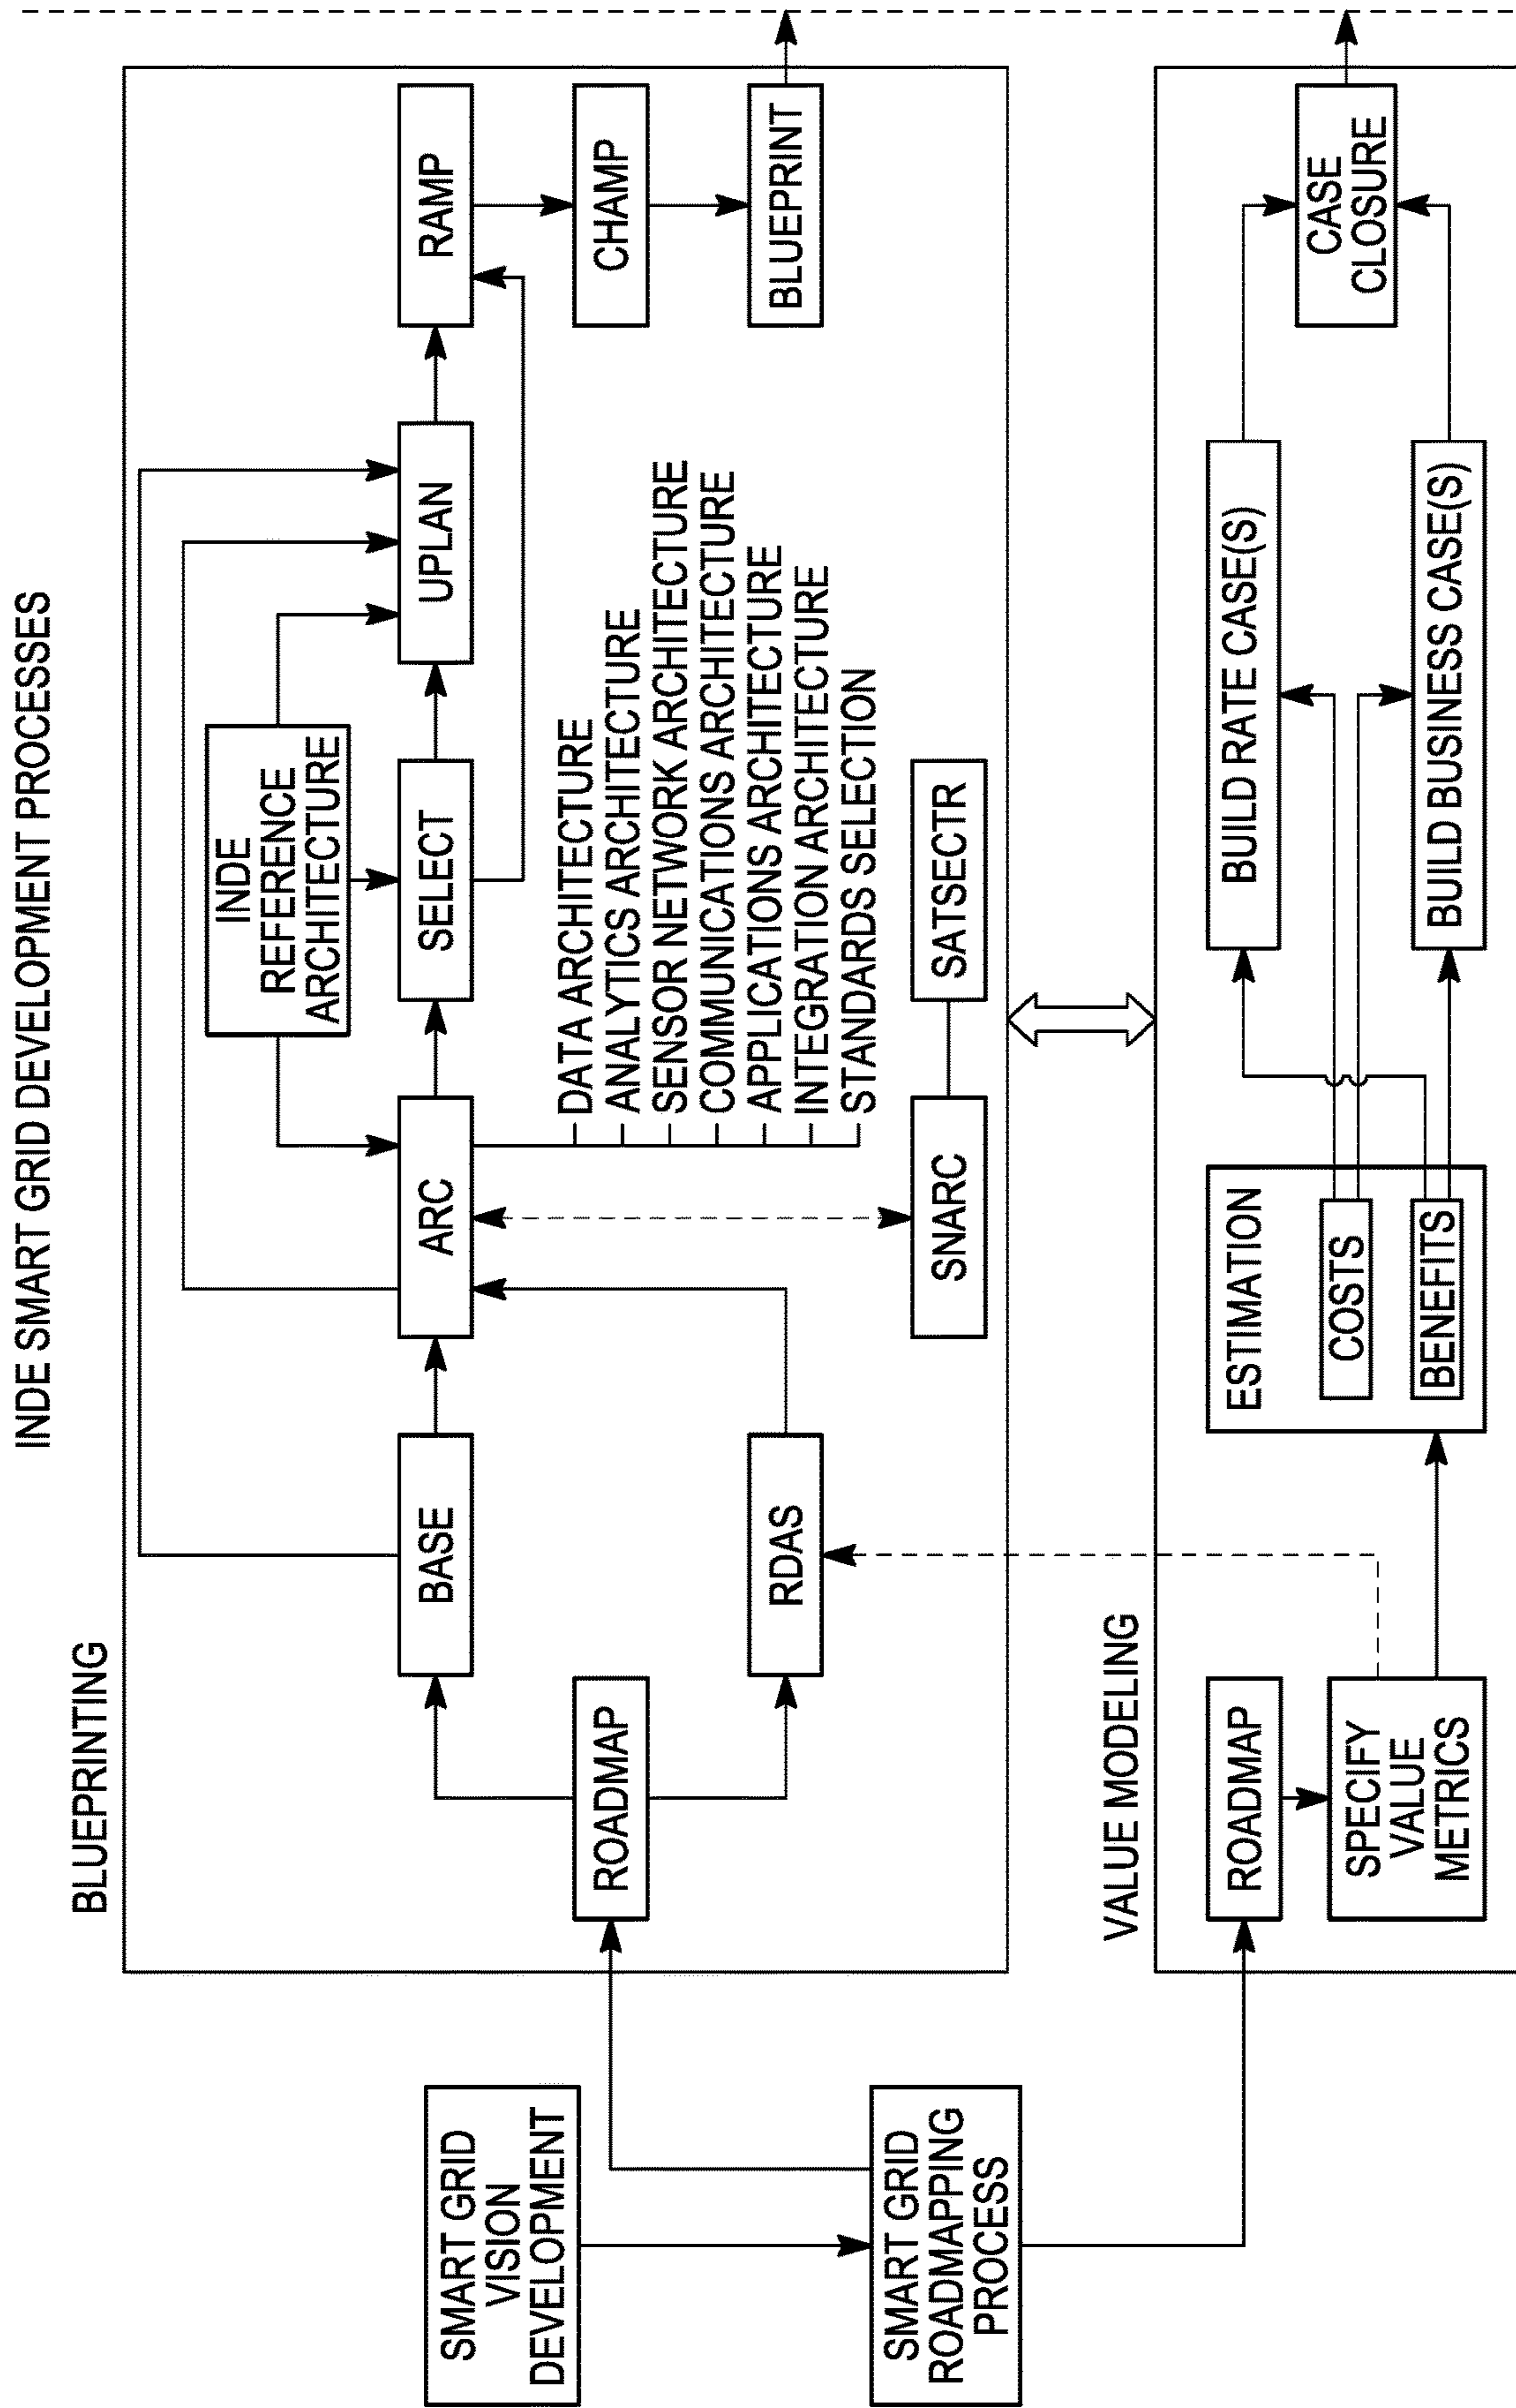 INDE SMART GRID DEVELOPMENT PROCESSES
BLUEPRINTING
SMART GRID
VISION
DEVELOPMENT
SMART GRID
ROADMAPPING
PROCESS
ROADMAP
BASE
RDAS
ARC
INDE
REFERENCE
ARCHITECTURE
SELECT
UPLAN
RAMP
CHAMP
BLUEPRINT
DATA ARCHITECTURE
ANALYTICS ARCHITECTURE
SENSOR NETWORK ARCHITECTURE
COMMUNICATIONS ARCHITECTURE
APPLICATIONS ARCHITECTURE
INTEGRATION ARCHITECTURE
STANDARDS SELECTION
SNARC
SATSECTR
VALUE MODELING
ROADMAP
SPECIFY
VALUE
METRICS
ESTIMATION
COSTS
BENEFITS
BUILD RATE CASE(S)
BUILD BUSINESS CASE(S)
CASE
CLOSURE